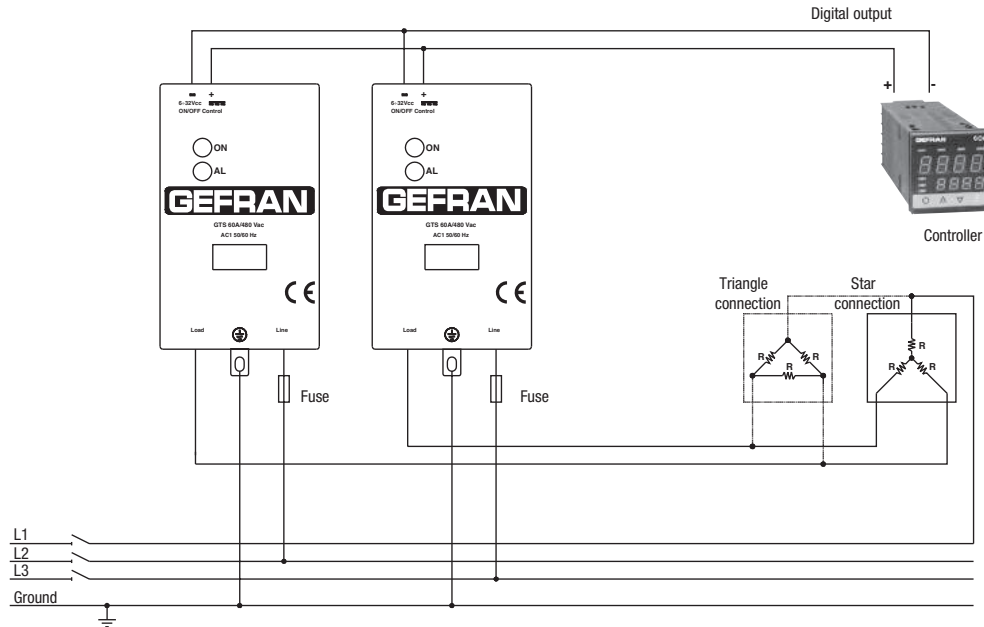 Digital output
+ -
- +
6÷32Vcc
ON/OFF Control
ON
AL
GEFRAN
GTS 60A/480 Vac
AC1 50/60 Hz
CE
Load
Line
Fuse
- +
6÷32Vcc
ON/OFF Control
ON
AL
GEFRAN
GTS 60A/480 Vac
AC1 50/60 Hz
CE
Load
Line
Fuse
GEFRAN
Controller
Triangle
connection
R
R
R
Star
connection
R
R
R
L1
L2
L3
Ground